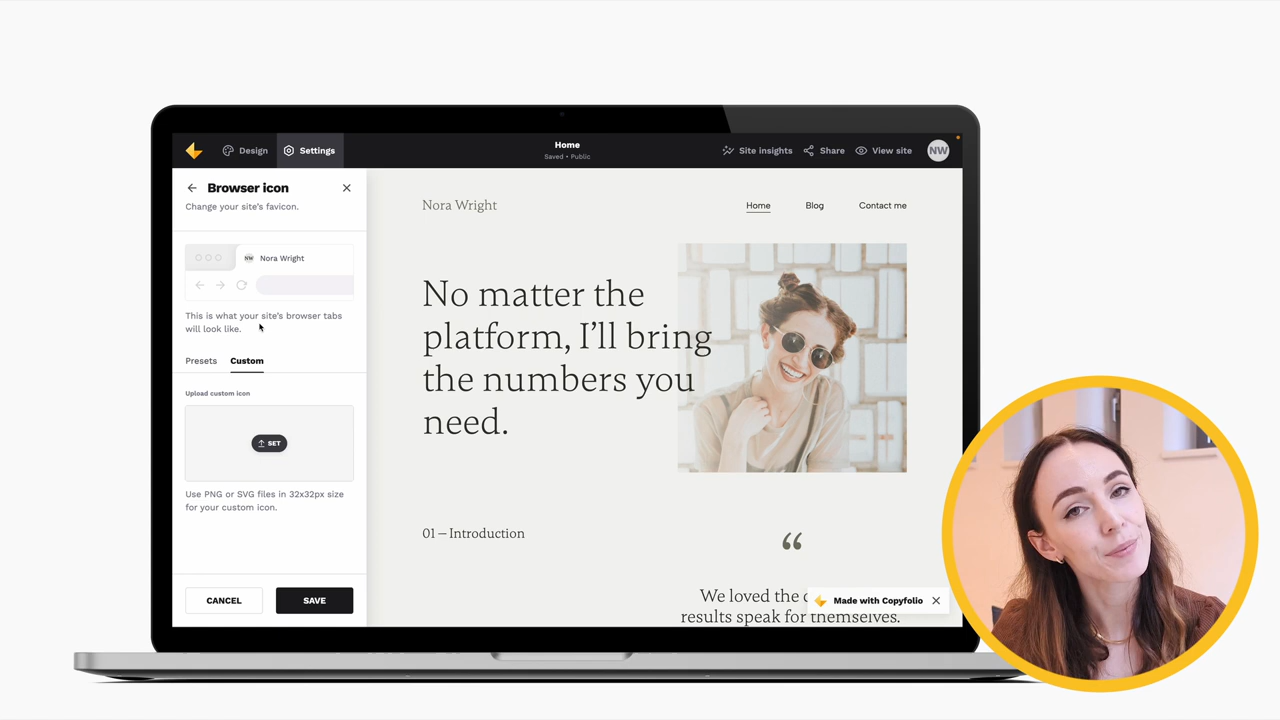 Design
Settings
Home
Saved • Public
Site insights
Share
View site
NW
Browser icon
Change your site's favicon.
NW Nora Wright
This is what your site's browser tabs
will look like.
Presets
Custom
Upload custom icon
SET
Use PNG or SVG files in 32x32px size
for your custom icon.
CANCEL
SAVE
Nora Wright
Home
Blog
Contact me
No matter the
platform, I'll bring
the numbers you
need.
01 — Introduction
“
We loved the
results speak for themselves.
Made with Copyfolio